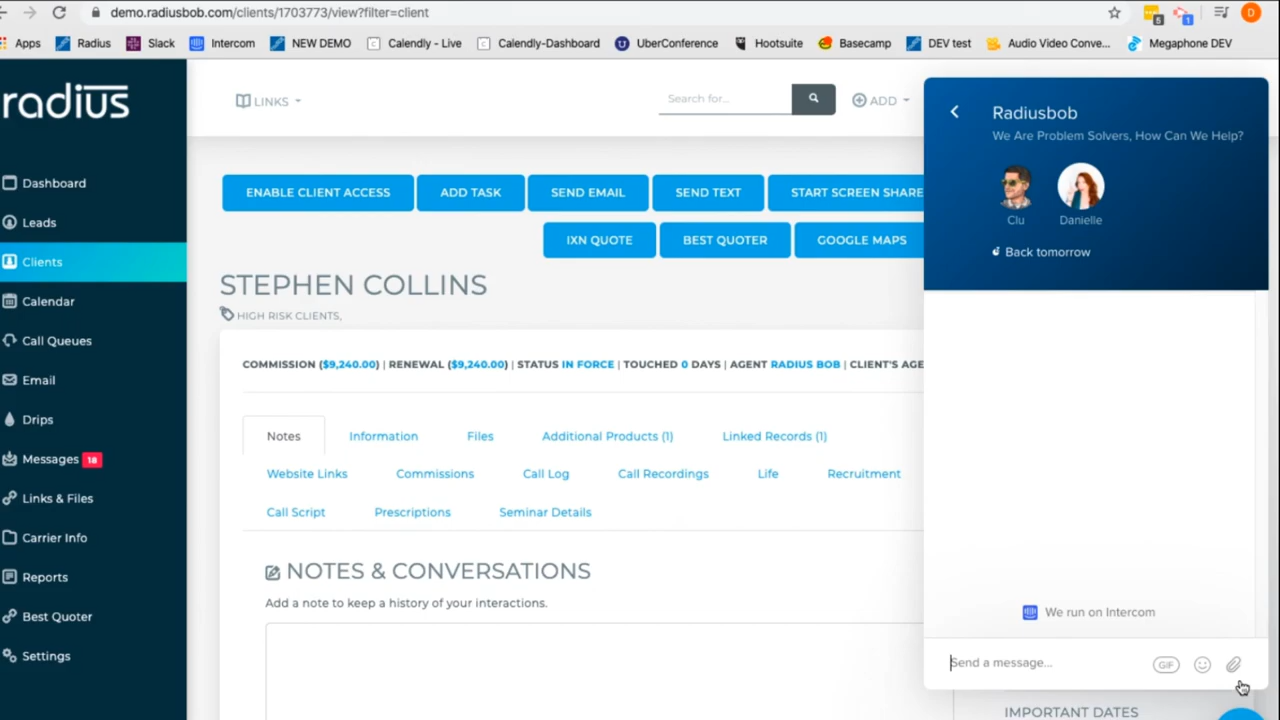 demo.radiusbob.com/clients/1703773/view?filter=client
5
1
D
Apps
Radius
Slack
Intercom
NEW DEMO
Calendly - Live
Calendly-Dashboard
UberConference
Hootsuite
Basecamp
DEV test
Audio Video Conve...
Megaphone DEV
radius
Dashboard
Leads
Clients
Calendar
Call Queues
Email
Drips
Messages 18
Links & Files
Carrier Info
Reports
Best Quoter
Settings
LINKS
Search for...
ADD
ENABLE CLIENT ACCESS
ADD TASK
SEND EMAIL
SEND TEXT
START SCREEN SHARE
IXN QUOTE
BEST QUOTER
GOOGLE MAPS
STEPHEN COLLINS
HIGH RISK CLIENTS,
COMMISSION ($9,240.00) | RENEWAL ($9,240.00) | STATUS IN FORCE | TOUCHED 0 DAYS | AGENT RADIUS BOB | CLIENT'S AGE
Notes
Information
Files
Additional Products (1)
Linked Records (1)
Website Links
Commissions
Call Log
Call Recordings
Life
Recruitment
Call Script
Prescriptions
Seminar Details
NOTES & CONVERSATIONS
Add a note to keep a history of your interactions.
Radiusbob
We Are Problem Solvers, How Can We Help?
Clu
Danielle
Back tomorrow
We run on Intercom
Send a message...
GIF
IMPORTANT DATES